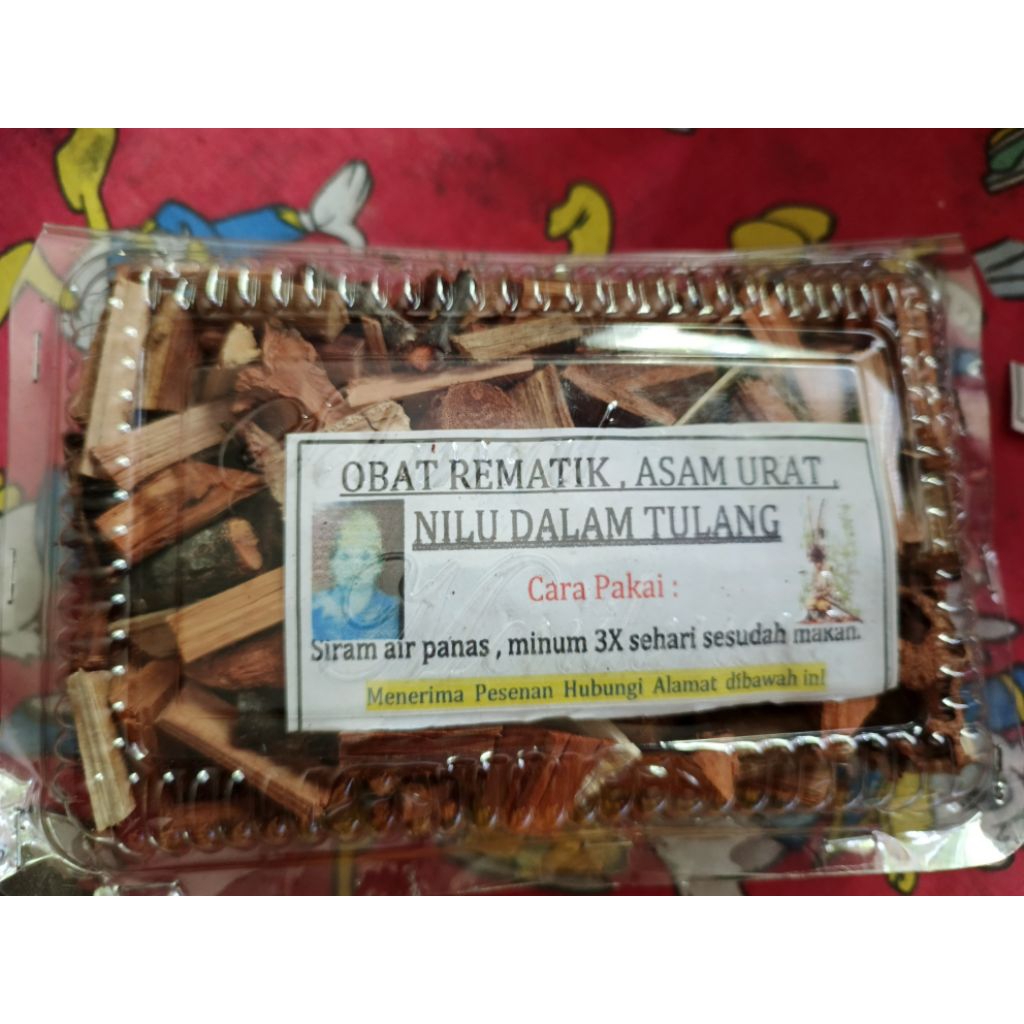 OBAT REMATIK , ASAM URAT ,
NILU DALAM TULANG
Cara Pakai :
Siram air panas , minum 3X sehari sesudah makan.
Menerima Pesenan Hubungi Alamat dibawah ini